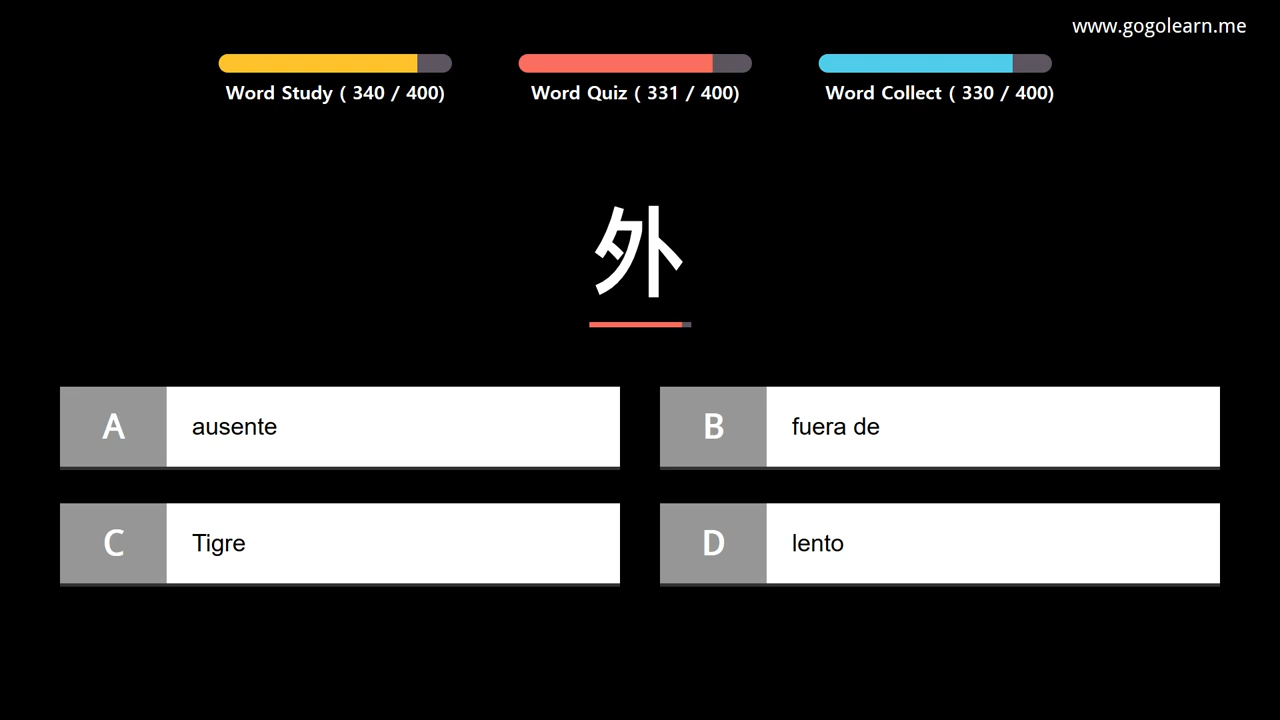 www.gogolearn.me
Word Study ( 340 / 400)
Word Quiz ( 331 / 400)
Word Collect ( 330 / 400)
外
A ausente
B fuera de
C Tigre
D lento